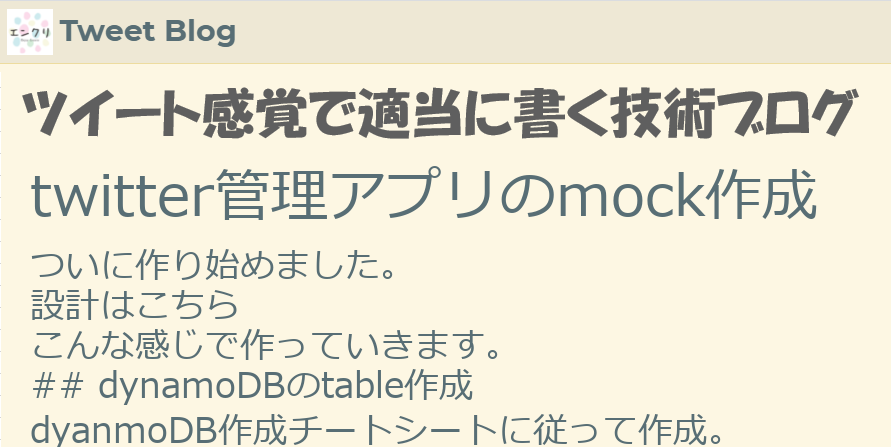 エンクリ Tweet Blog
ツイート感覚で適当に書く技術ブログ
twitter管理アプリのmock作成
ついに作り始めました。
設計はこちら
こんな感じで作っていきます。
## dynamoDBのtable作成
dyanmoDB作成チートシートに従って作成。